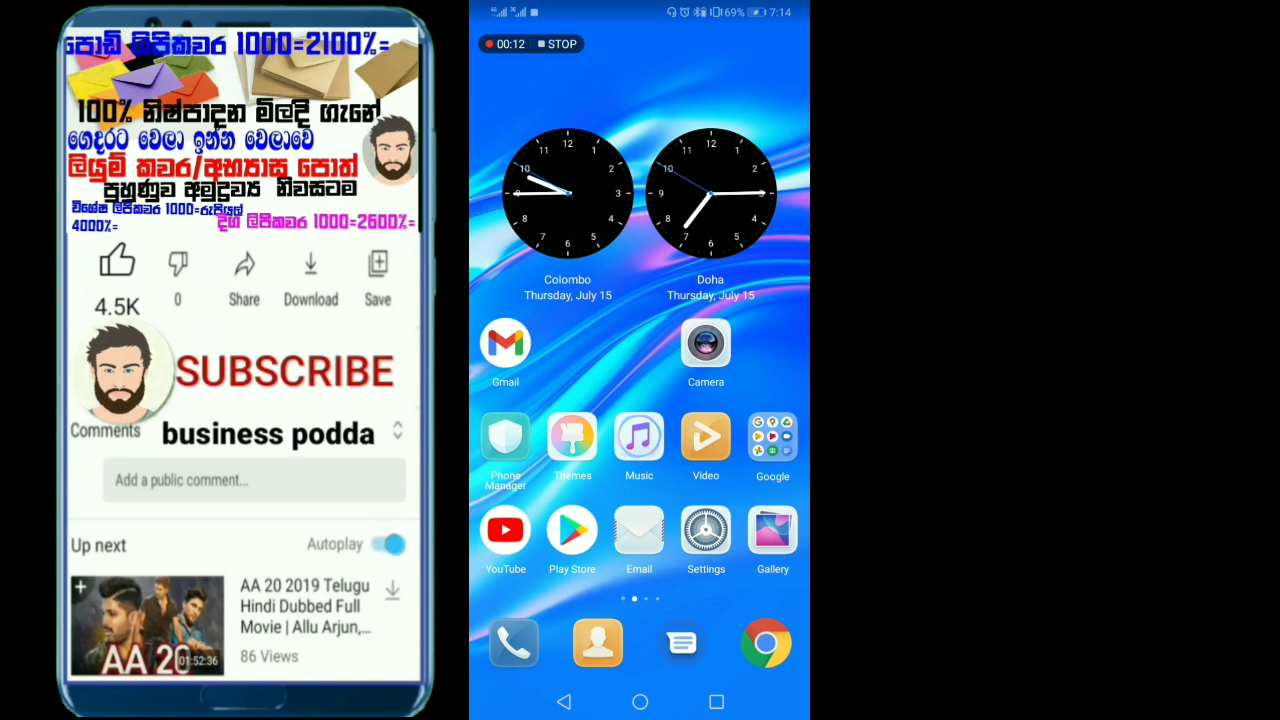 පොඩි ලිපිකවර 1000=2100%=
100% නිෂ්පාදන මිලදි ගැනේ
ගෙදරට වෙලා ඉන්න වෙලාවේ
ලියුම් කවර/අභ්‍යාස පොත්
පුහුණුව අමුද්‍රව්‍ය නිවසටම
විශේෂ ලිපිකවර 1000=රුපියල්
4000%=
දිග ලිපිකවර 1000=2600%=
4.5K
0
Share
Download
Save
SUBSCRIBE
Comments
business podda
Add a public comment...
Up next
Autoplay
AA 20
01:52:36
AA 20 2019 Telugu
Hindi Dubbed Full
Movie | Allu Arjun,...
86 Views
69% 7:14
00:12 STOP
12
11 1
10 2
9 3
8 4
7 5
6
12
11 1
10 2
9 3
8 4
7 5
6
Colombo
Thursday, July 15
Doha
Thursday, July 15
Gmail
Camera
Phone
Manager
Themes
Music
Video
Google
YouTube
Play Store
Email
Settings
Gallery